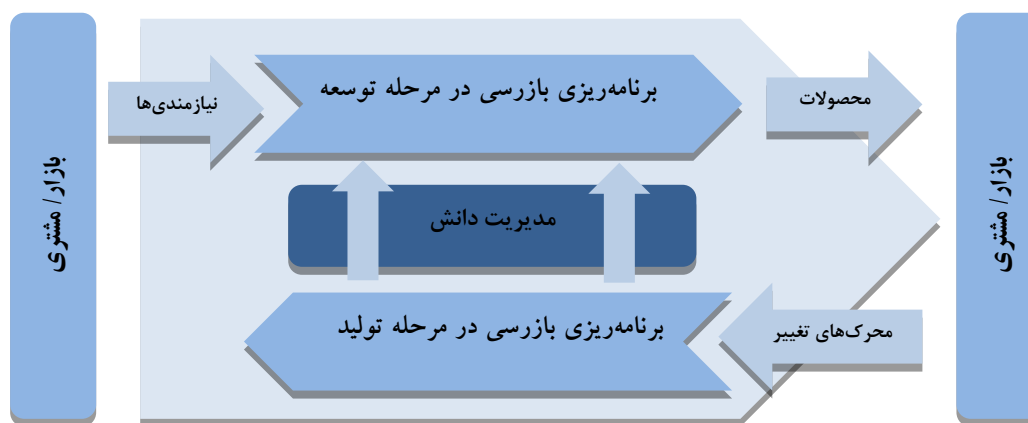 بازار/ مشتری
محصولات
برنامه‌ریزی بازرسی در مرحله توسعه
نیازمندی‌ها
مدیریت دانش
محرک‌های تغییر
برنامه‌ریزی بازرسی در مرحله تولید
بازار/ مشتری